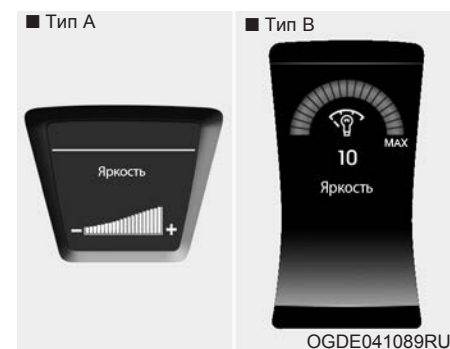 ■ Тип A
Яркость
− +
■ Тип B
MAX
10
Яркость
OGDE041089RU